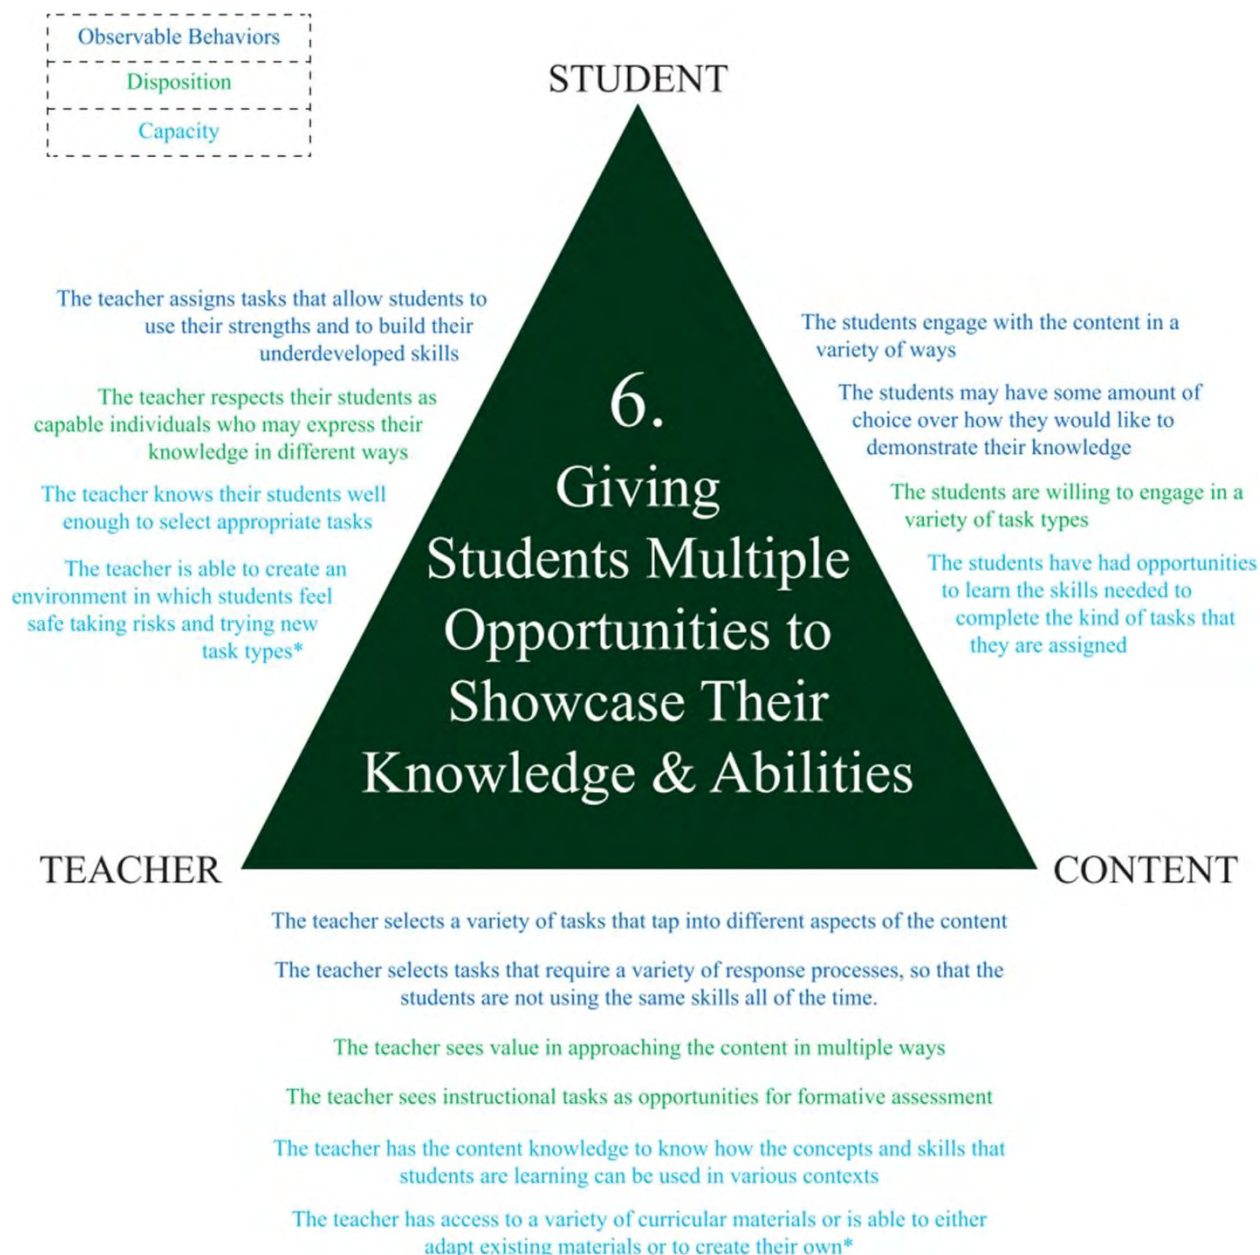 Observable Behaviors
Disposition
Capacity
STUDENT
The teacher assigns tasks that allow students to
use their strengths and to build their
underdeveloped skills
The teacher respects their students as
capable individuals who may express their
knowledge in different ways
The teacher knows their students well
enough to select appropriate tasks
The teacher is able to create an
environment in which students feel
safe taking risks and trying new
task types*
6.
Giving
Students Multiple
Opportunities to
Showcase Their
Knowledge & Abilities
The students engage with the content in a
variety of ways
The students may have some amount of
choice over how they would like to
demonstrate their knowledge
The students are willing to engage in a
variety of task types
The students have had opportunities
to learn the skills needed to
complete the kind of tasks that
they are assigned
TEACHER
CONTENT
The teacher selects a variety of tasks that tap into different aspects of the content
The teacher selects tasks that require a variety of response processes, so that the
students are not using the same skills all of the time.
The teacher sees value in approaching the content in multiple ways
The teacher sees instructional tasks as opportunities for formative assessment
The teacher has the content knowledge to know how the concepts and skills that
students are learning can be used in various contexts
The teacher has access to a variety of curricular materials or is able to either
adapt existing materials or to create their own*